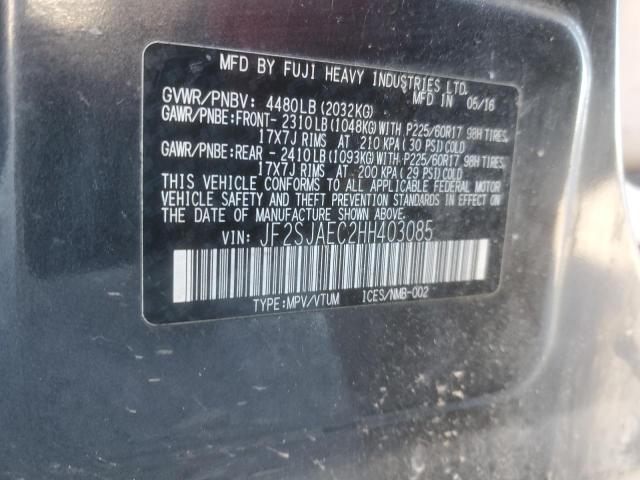 MFD BY FUJI HEAVY INDUSTRIES LTD.
MFD. IN 05/16
GVWR/PNBV: 4480LB (2032KG)
GAWR/PNBE:FRONT- 2310LB (1048KG) WITH P225/60R17 98H TIRES,
17X7J RIMS AT 210 KPA ( 30 PSI) COLD
GAWR/PNBE:REAR - 2410LB (1093KG) WITH P225/60R17 98H TIRES,
17X7J RIMS AT 200 KPA ( 29 PSI) COLD
THIS VEHICLE CONFORMS TO ALL APPLICABLE FEDERAL MOTOR
VEHICLE SAFETY AND THEFT PREVENTION STANDARDS IN EFFECT ON
THE DATE OF MANUFACTURE SHOWN ABOVE.
VIN: JF2SJAEC2HH403085
TYPE:MPV/VTUM ICES/NMB-002